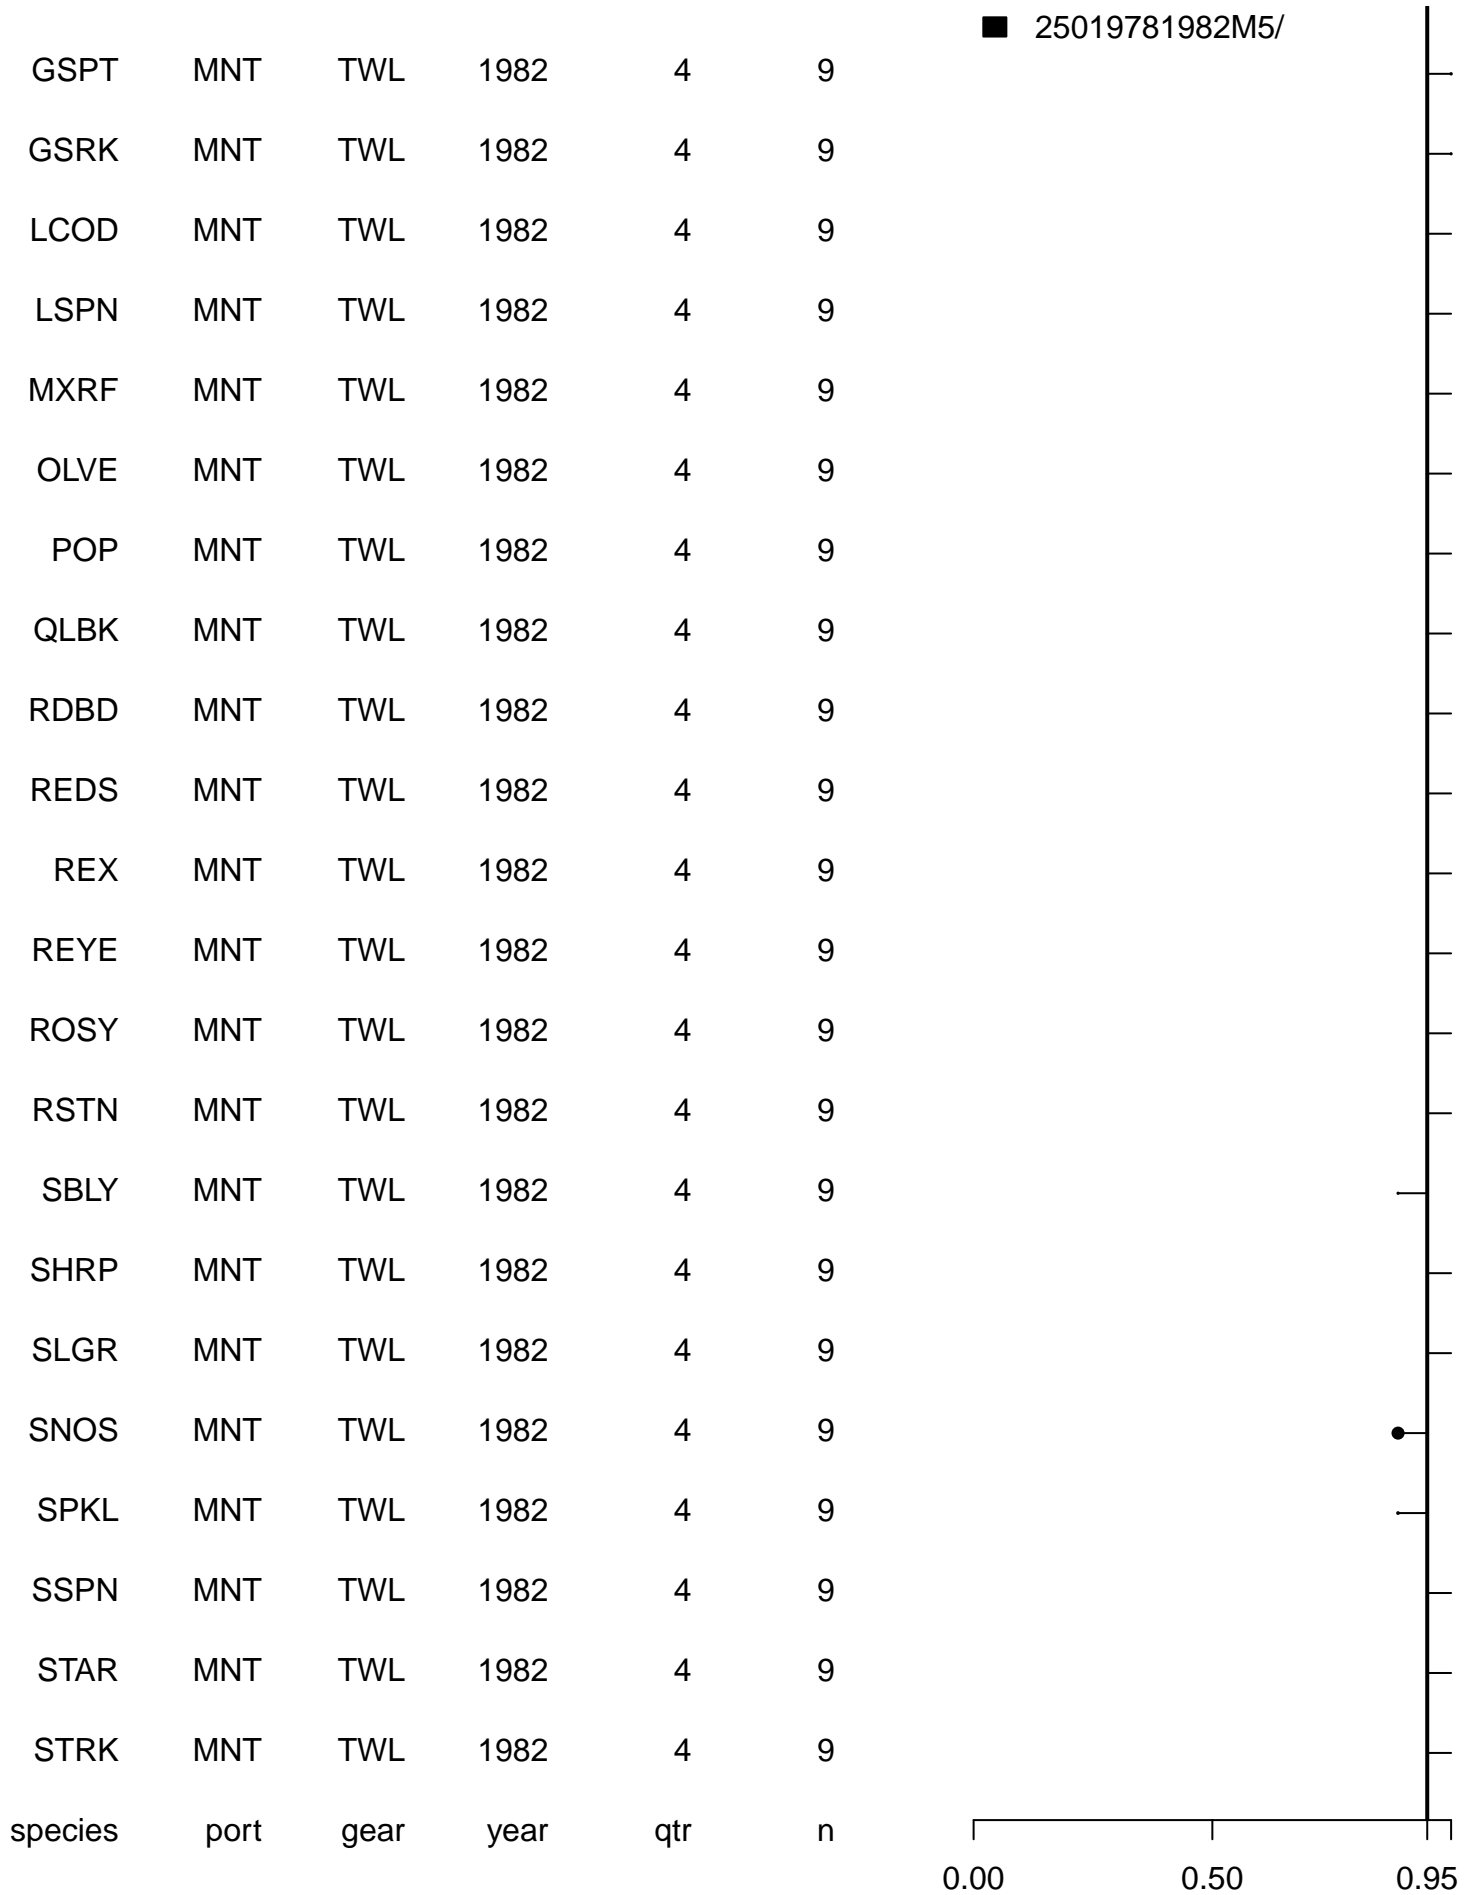 25019781982M5/
GSPT MNT TWL 1982 4 9
GSRK MNT TWL 1982 4 9
LCOD MNT TWL 1982 4 9
LSPN MNT TWL 1982 4 9
MXRF MNT TWL 1982 4 9
OLVE MNT TWL 1982 4 9
POP MNT TWL 1982 4 9
QLBK MNT TWL 1982 4 9
RDBD MNT TWL 1982 4 9
REDS MNT TWL 1982 4 9
REX MNT TWL 1982 4 9
REYE MNT TWL 1982 4 9
ROSY MNT TWL 1982 4 9
RSTN MNT TWL 1982 4 9
SBLY MNT TWL 1982 4 9
SHRP MNT TWL 1982 4 9
SLGR MNT TWL 1982 4 9
SNOS MNT TWL 1982 4 9
SPKL MNT TWL 1982 4 9
SSPN MNT TWL 1982 4 9
STAR MNT TWL 1982 4 9
STRK MNT TWL 1982 4 9
species port gear year qtr n
0.00 0.50 0.95